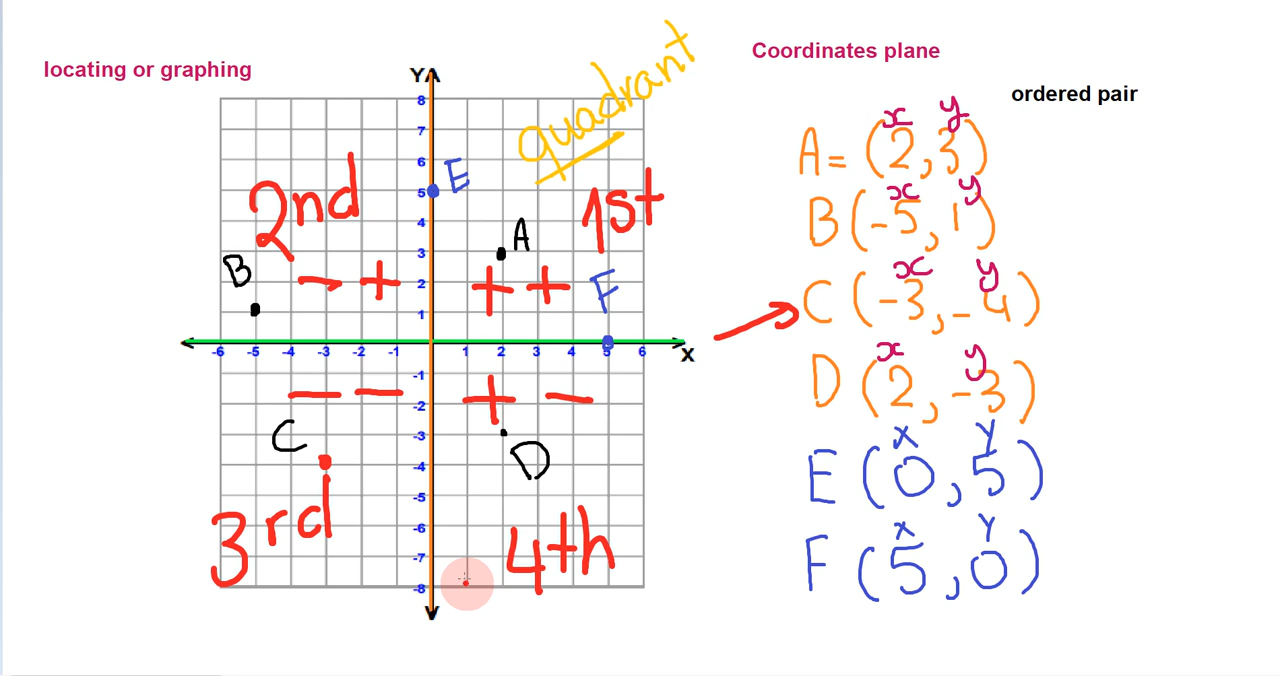 locating or graphing
Coordinates plane
ordered pair
quadrant
Y
8
7
6
5
4
3
2
1
-6 -5 -4 -3 -2 -1 1 2 3 4 5 6 X
-1
-2
-3
-4
-5
-6
-7
-8
E
2nd
1st
A
B
F
- +
+ +
- -
+ -
C
D
3rd
4th
x y
A = (2, 3)
x y
B (-5, 1)
x y
C (-3, -4)
x y
D (2, -3)
x y
E (0, 5)
x y
F (5, 0)